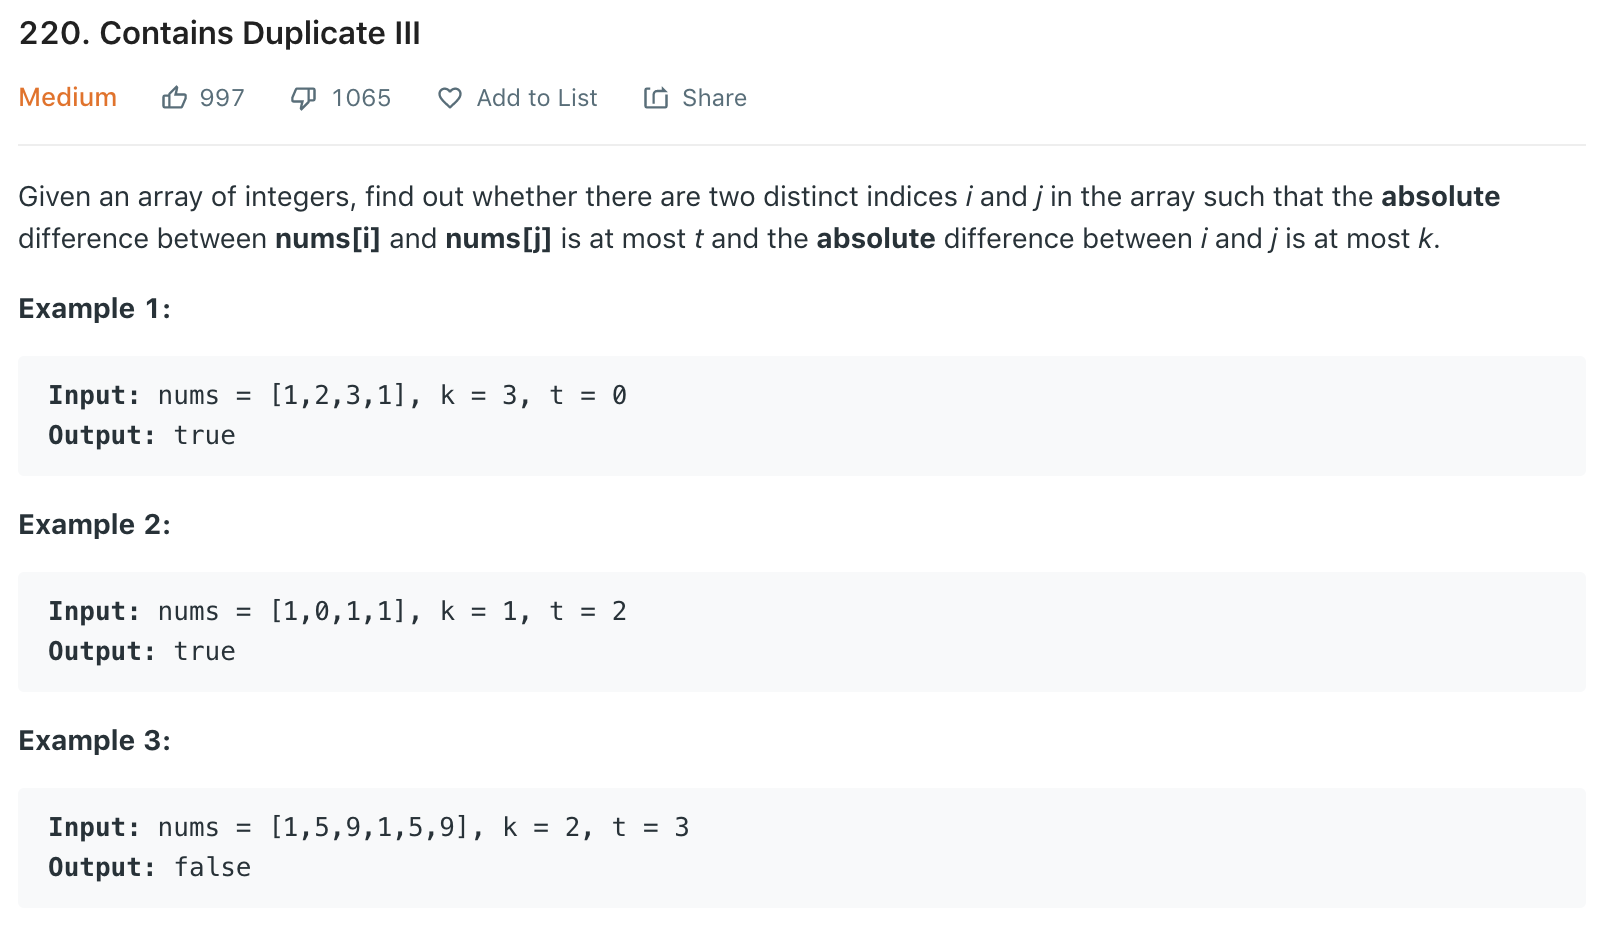 220. Contains Duplicate III
Medium 997 1065 Add to List Share
Given an array of integers, find out whether there are two distinct indices i and j in the array such that the absolute
difference between nums[i] and nums[j] is at most t and the absolute difference between i and j is at most k.
Example 1:
Input: nums = [1,2,3,1], k = 3, t = 0
Output: true
Example 2:
Input: nums = [1,0,1,1], k = 1, t = 2
Output: true
Example 3:
Input: nums = [1,5,9,1,5,9], k = 2, t = 3
Output: false